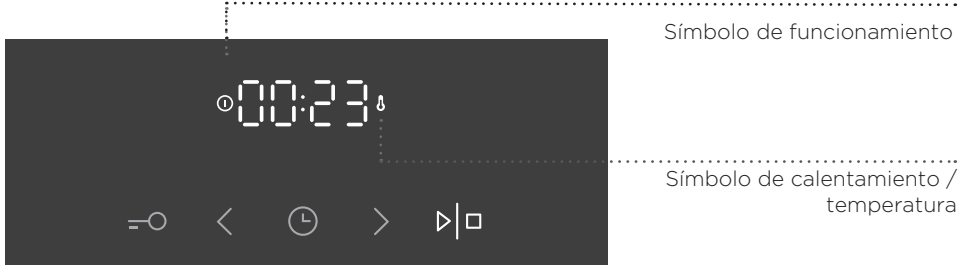 Símbolo de funcionamiento
00:23
Símbolo de calentamiento /
temperatura